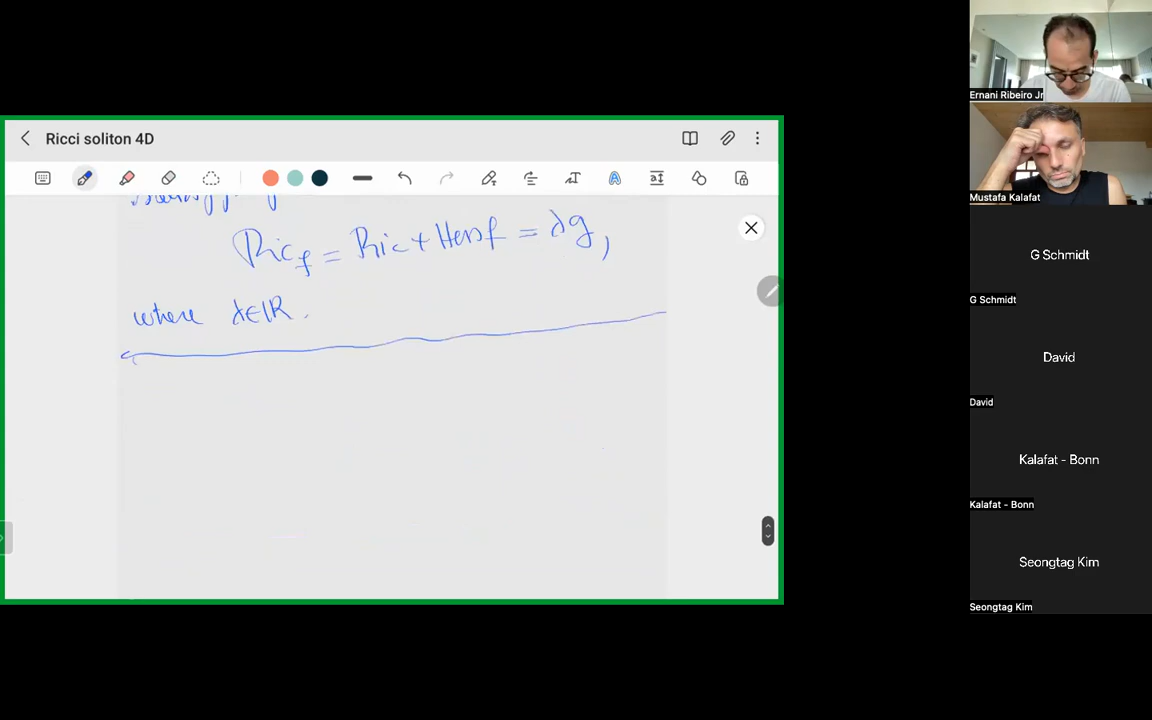 Ricci soliton 4D
Ric_f = Ric + Hess f = λg,
where λ∈ℝ.
Ernani Ribeiro Jr
Mustafa Kalafat
G Schmidt
G Schmidt
David
David
Kalafat - Bonn
Kalafat - Bonn
Seongtag Kim
Seongtag Kim